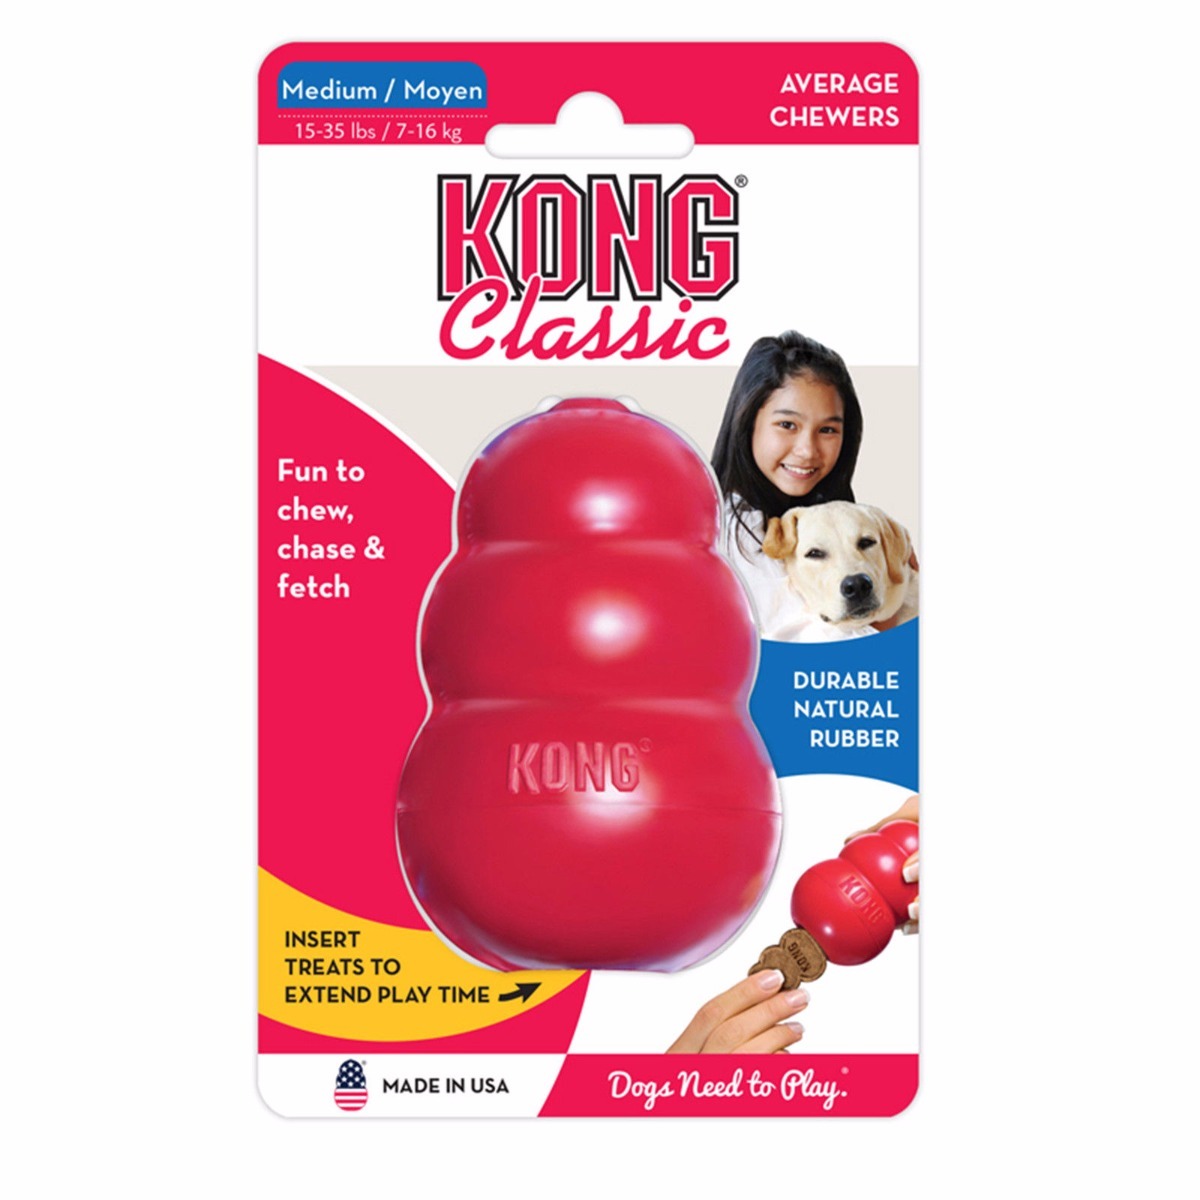 Medium / Moyen
15-35 lbs / 7-16 kg
AVERAGE
CHEWERS
KONG®
Classic
Fun to
chew,
chase &
fetch
DURABLE
NATURAL
RUBBER
KONG®
KONG
KONG
INSERT
TREATS TO
EXTEND PLAY TIME
MADE IN USA
Dogs Need to Play.®